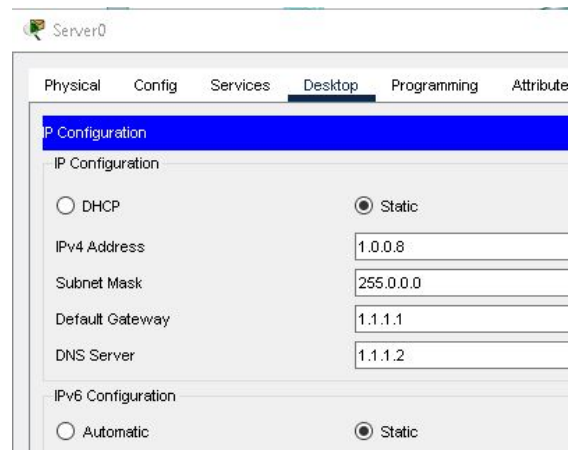 Server0
Physical Config Services Desktop Programming Attribute
IP Configuration
IP Configuration
DHCP Static
IPv4 Address 1.0.0.8
Subnet Mask 255.0.0.0
Default Gateway 1.1.1.1
DNS Server 1.1.1.2
IPv6 Configuration
Automatic Static